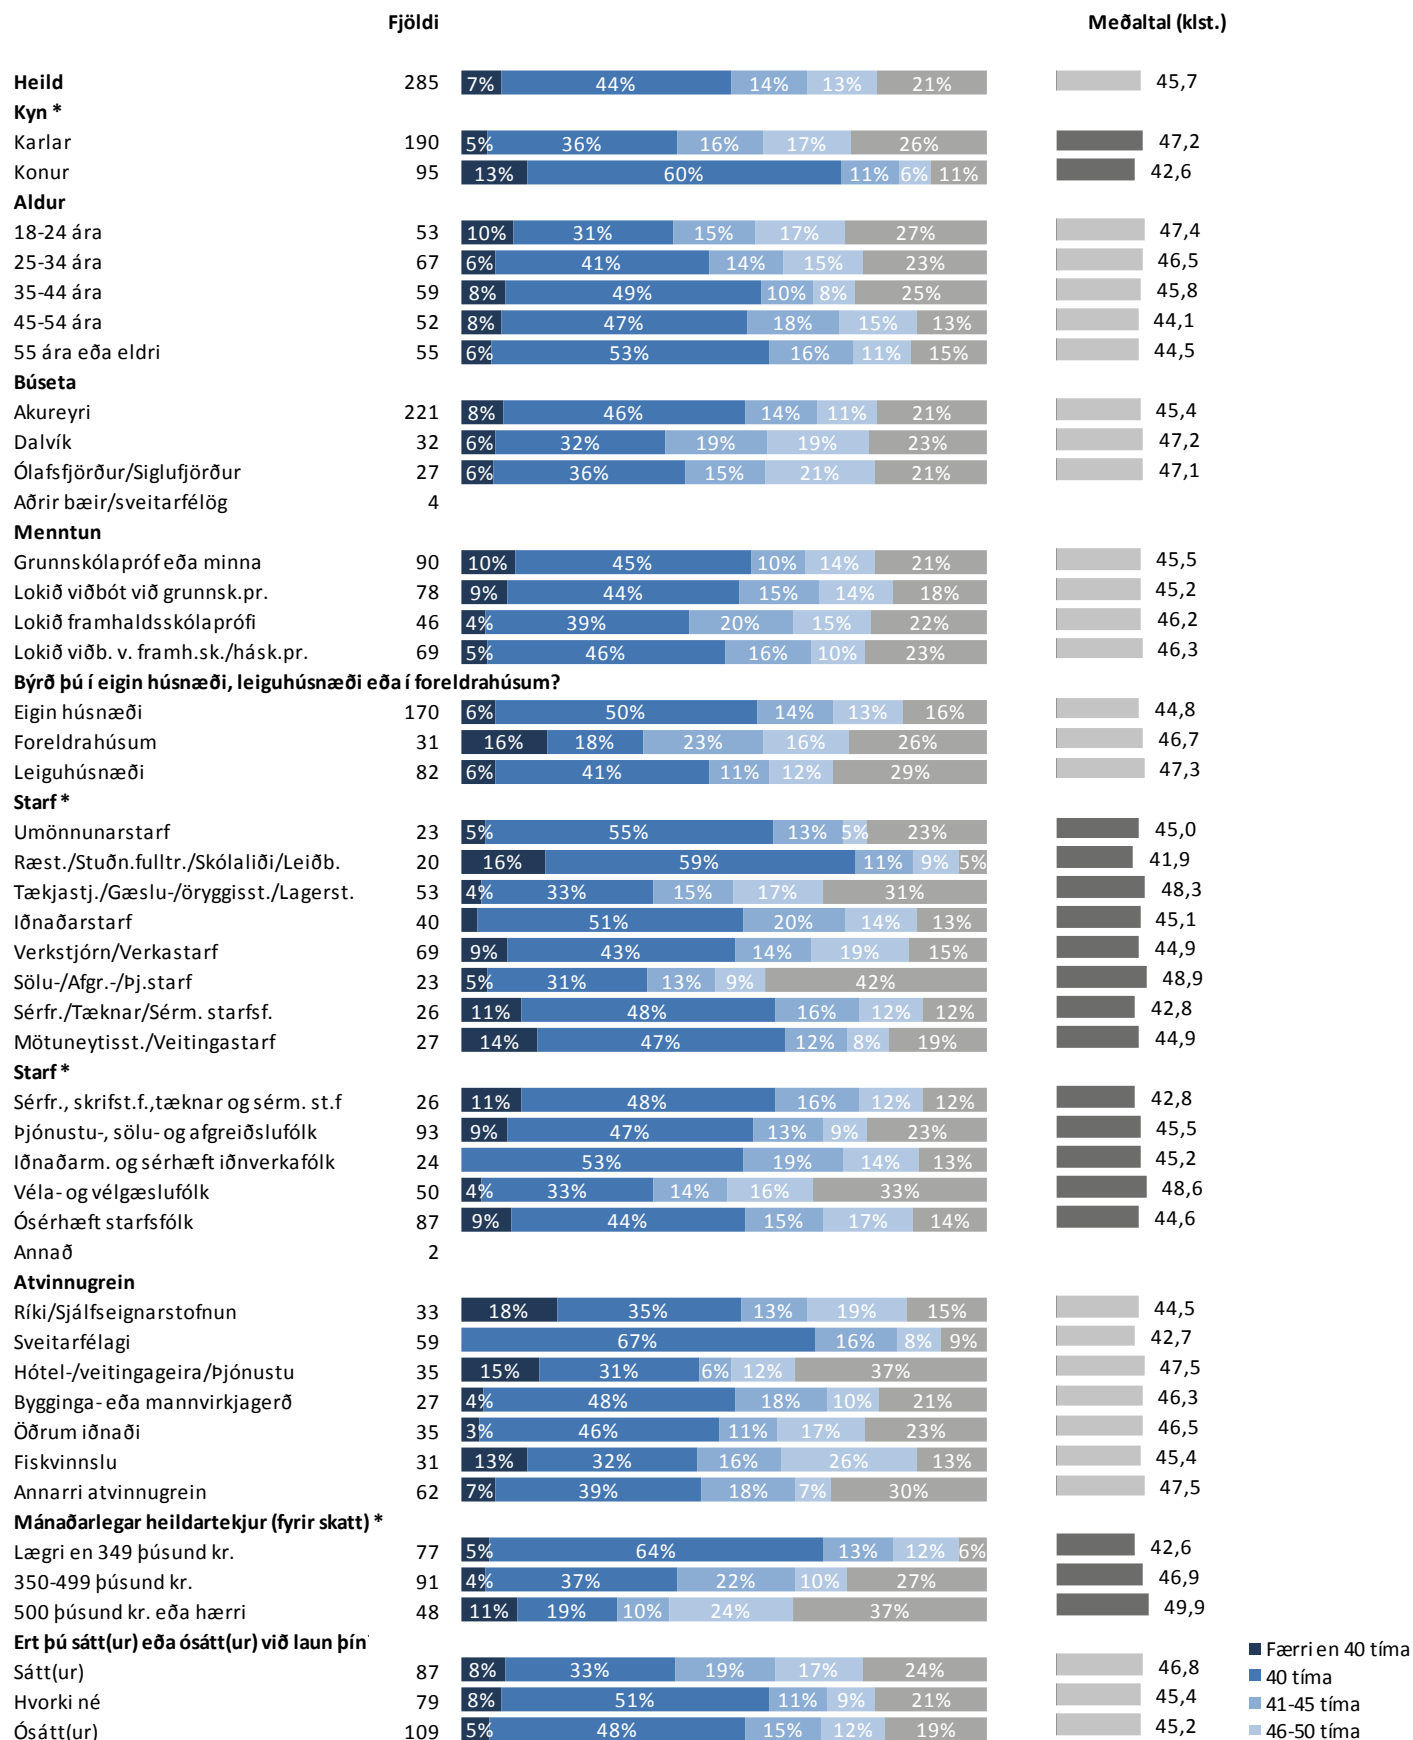 Fjöldi Meðaltal (klst.)
Heild 285 7% 44% 14% 13% 21% 45,7
Kyn *
Karlar 190 5% 36% 16% 17% 26% 47,2
Konur 95 13% 60% 11% 6% 11% 42,6
Aldur
18-24 ára 53 10% 31% 15% 17% 27% 47,4
25-34 ára 67 6% 41% 14% 15% 23% 46,5
35-44 ára 59 8% 49% 10% 8% 25% 45,8
45-54 ára 52 8% 47% 18% 15% 13% 44,1
55 ára eða eldri 55 6% 53% 16% 11% 15% 44,5
Búseta
Akureyri 221 8% 46% 14% 11% 21% 45,4
Dalvík 32 6% 32% 19% 19% 23% 47,2
Ólafsfjörður/Siglufjörður 27 6% 36% 15% 21% 21% 47,1
Aðrir bæir/sveitarfélög 4
Menntun
Grunnskólapróf eða minna 90 10% 45% 10% 14% 21% 45,5
Lokið viðbót við grunnsk.pr. 78 9% 44% 15% 14% 18% 45,2
Lokið framhaldsskólaprófi 46 4% 39% 20% 15% 22% 46,2
Lokið viðb. v. framh.sk./hásk.pr. 69 5% 46% 16% 10% 23% 46,3
Býrð þú í eigin húsnæði, leiguhúsnæði eða í foreldrahúsum?
Eigin húsnæði 170 6% 50% 14% 13% 16% 44,8
Foreldrahúsum 31 16% 18% 23% 16% 26% 46,7
Leiguhúsnæði 82 6% 41% 11% 12% 29% 47,3
Starf *
Umönnunarstarf 23 5% 55% 13% 5% 23% 45,0
Ræst./Stuðn.fulltr./Skólaliði/Leiðb. 20 16% 59% 11% 9% 5% 41,9
Tækjastj./Gæslu-/öryggisst./Lagerst. 53 4% 33% 15% 17% 31% 48,3
Iðnaðarstarf 40 51% 20% 14% 13% 45,1
Verkstjórn/Verkastarf 69 9% 43% 14% 19% 15% 44,9
Sölu-/Afgr.-/Þj.starf 23 5% 31% 13% 9% 42% 48,9
Sérfr./Tæknar/Sérm. starfsf. 26 11% 48% 16% 12% 12% 42,8
Mötuneytisst./Veitingastarf 27 14% 47% 12% 8% 19% 44,9
Starf *
Sérfr., skrifst.f.,tæknar og sérm. st.f 26 11% 48% 16% 12% 12% 42,8
Þjónustu-, sölu- og afgreiðslufólk 93 9% 47% 13% 9% 23% 45,5
Iðnaðarm. og sérhæft iðnverkafólk 24 53% 19% 14% 13% 45,2
Véla- og vélgæslufólk 50 4% 33% 14% 16% 33% 48,6
Ósérhæft starfsfólk 87 9% 44% 15% 17% 14% 44,6
Annað 2
Atvinnugrein
Ríki/Sjálfseignarstofnun 33 18% 35% 13% 19% 15% 44,5
Sveitarfélagi 59 67% 16% 8% 9% 42,7
Hótel-/veitingageira/Þjónustu 35 15% 31% 6% 12% 37% 47,5
Bygginga- eða mannvirkjagerð 27 4% 48% 18% 10% 21% 46,3
Öðrum iðnaði 35 3% 46% 11% 17% 23% 46,5
Fiskvinnslu 31 13% 32% 16% 26% 13% 45,4
Annarri atvinnugrein 62 7% 39% 18% 7% 30% 47,5
Mánaðarlegar heildartekjur (fyrir skatt) *
Lægri en 349 þúsund kr. 77 5% 64% 13% 12% 6% 42,6
350-499 þúsund kr. 91 4% 37% 22% 10% 27% 46,9
500 þúsund kr. eða hærri 48 11% 19% 10% 24% 37% 49,9
Ert þú sátt(ur) eða ósátt(ur) við laun þín
Sátt(ur) 87 8% 33% 19% 17% 24% 46,8
Hvorki né 79 8% 51% 11% 9% 21% 45,4
Ósátt(ur) 109 5% 48% 15% 12% 19% 45,2
Færri en 40 tíma
40 tíma
41-45 tíma
46-50 tíma